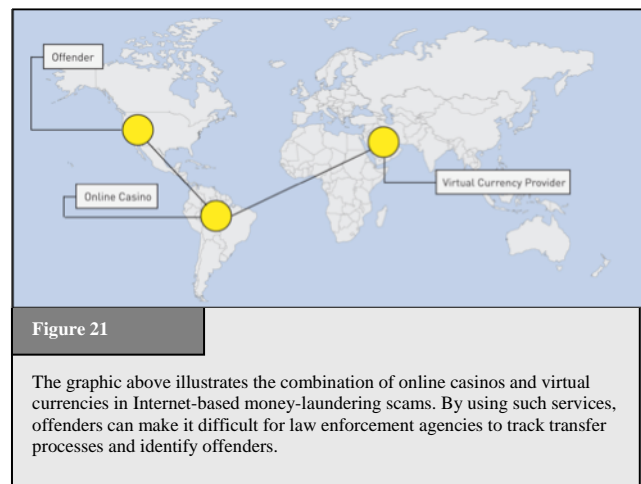 Offender
Online Casino
Virtual Currency Provider
Figure 21
The graphic above illustrates the combination of online casinos and virtual
currencies in Internet-based money-laundering scams. By using such services,
offenders can make it difficult for law enforcement agencies to track transfer
processes and identify offenders.